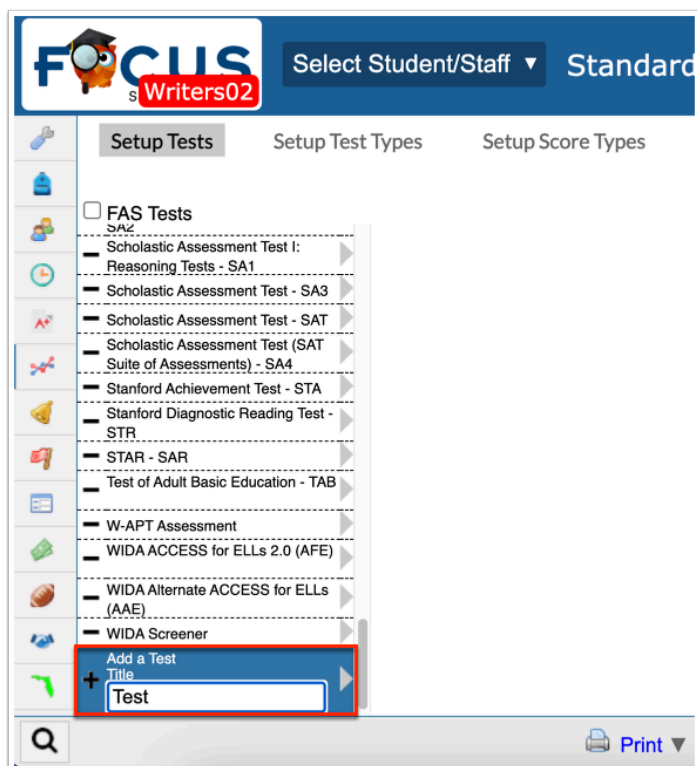 FOCUS
S
Writers02
Select Student/Staff ▼
Standard
Setup Tests
Setup Test Types
Setup Score Types
FAS Tests
SA2
Scholastic Assessment Test I:
Reasoning Tests - SA1
Scholastic Assessment Test - SA3
Scholastic Assessment Test - SAT
Scholastic Assessment Test (SAT
Suite of Assessments) - SA4
Stanford Achievement Test - STA
Stanford Diagnostic Reading Test -
STR
STAR - SAR
Test of Adult Basic Education - TAB
W-APT Assessment
WIDA ACCESS for ELLs 2.0 (AFE)
WIDA Alternate ACCESS for ELLs
(AAE)
WIDA Screener
Add a Test
Title
Test
Print ▼